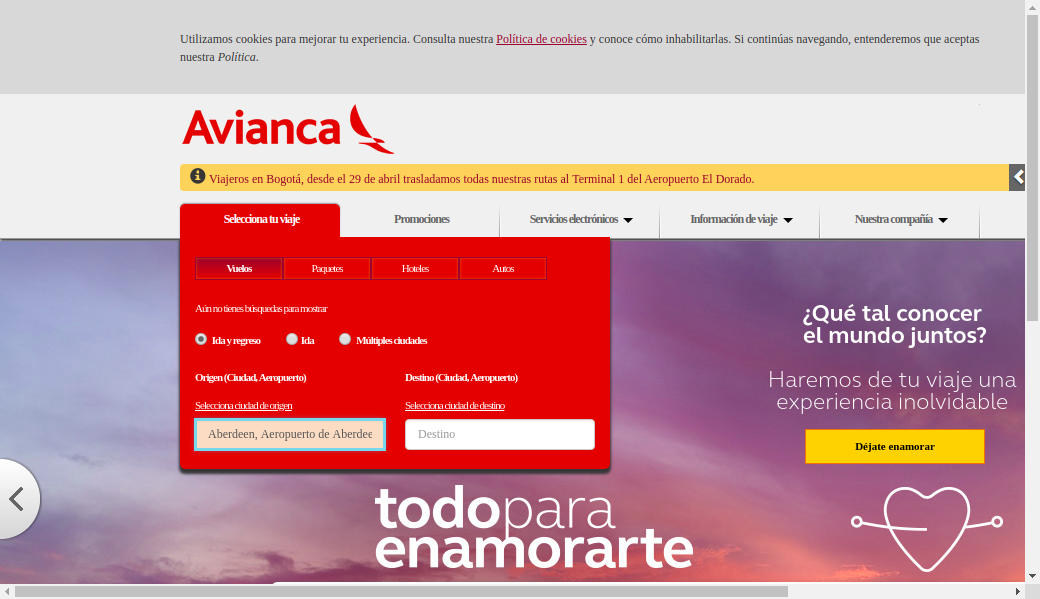 Utilizamos cookies para mejorar tu experiencia. Consulta nuestra Política de cookies y conoce cómo inhabilitarlas. Si continúas navegando, entenderemos que aceptas
nuestra Política.
Avianca
Viajeros en Bogotá, desde el 29 de abril trasladamos todas nuestras rutas al Terminal 1 del Aeropuerto El Dorado.
Selecciona tu viaje Promociones Servicios electrónicos Información de viaje Nuestra compañía
Vuelos Paquetes Hoteles Autos
Aún no tienes búsquedas para mostrar
Ida y regreso Ida Múltiples ciudades
Origen (Ciudad, Aeropuerto) Destino (Ciudad, Aeropuerto)
Selecciona ciudad de origen Selecciona ciudad de destino
Aberdeen, Aeropuerto de Aberdee Destino
¿Qué tal conocer
el mundo juntos?
Haremos de tu viaje una
experiencia inolvidable
Déjate enamorar
todopara
enamorarte